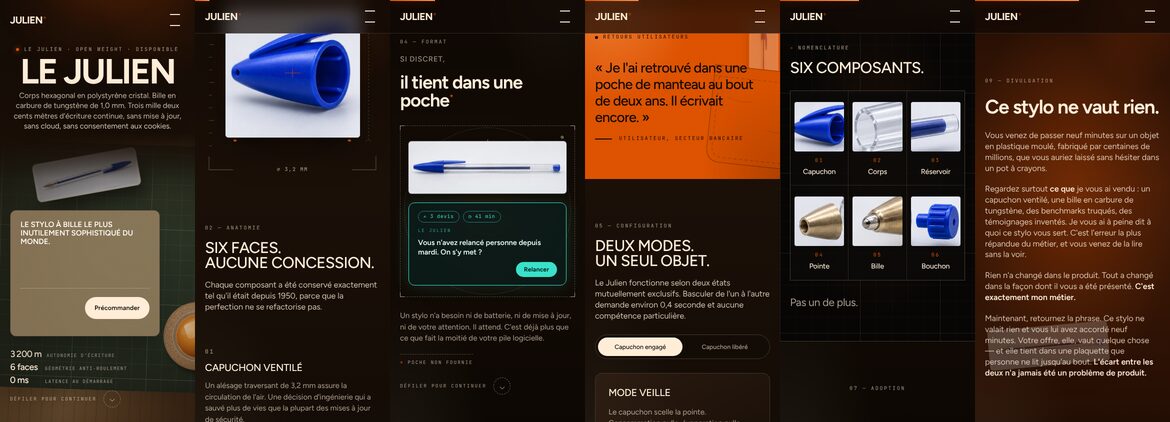 JULIEN
LE JULIEN · OPEN WEIGHT · DISPONIBLE
LE JULIEN
Corps hexagonal en polystyrène cristal. Bille en
carbure de tungstène de 1,0 mm. Trois mille deux
cents mètres d'écriture continue, sans mise à jour,
sans cloud, sans consentement aux cookies.
LE STYLO À BILLE LE PLUS
INUTILEMENT SOPHISTIQUÉ DU
MONDE.
Précommander
3 200 m AUTONOMIE D'ÉCRITURE
6 faces GÉOMÉTRIE ANTI-ROULEMENT
0 ms LATENCE AU DÉMARRAGE
DÉFILER POUR CONTINUER
JULIEN
⌀ 3,2 MM
02 — ANATOMIE
SIX FACES.
AUCUNE CONCESSION.
Chaque composant a été conservé exactement
tel qu'il était depuis 1950, parce que la
perfection ne se refactorise pas.
01
CAPUCHON VENTILÉ
Un alésage traversant de 3,2 mm assure la
circulation de l'air. Une décision d'ingénierie qui a
sauvé plus de vies que la plupart des mises à jour
de sécurité.
JULIEN
04 — FORMAT
SI DISCRET,
il tient dans une
poche
3 devis 41 min
LE JULIEN
Vous n'avez relancé personne depuis
mardi. On s'y met ?
Relancer
Un stylo n'a besoin ni de batterie, ni de mise à jour,
ni de votre attention. Il attend. C'est déjà plus que
ce que fait la moitié de votre pile logicielle.
POCHE NON FOURNIE
DÉFILER POUR CONTINUER
JULIEN
RETOURS UTILISATEURS
« Je l'ai retrouvé dans une
poche de manteau au bout
de deux ans. Il écrivait
encore. »
UTILISATEUR, SECTEUR BANCAIRE
05 — CONFIGURATION
DEUX MODES.
UN SEUL OBJET.
Le Julien fonctionne selon deux états
mutuellement exclusifs. Basculer de l'un à l'autre
demande environ 0,4 seconde et aucune
compétence particulière.
Capuchon engagé Capuchon libéré
MODE VEILLE
Le capuchon scelle la pointe.
JULIEN
NOMENCLATURE
SIX COMPOSANTS.
01 02 03
Capuchon Corps Réservoir
04 05 06
Pointe Bille Bouchon
Pas un de plus.
07 — ADOPTION
JULIEN
09 — DIVULGATION
Ce stylo ne vaut rien.
Vous venez de passer neuf minutes sur un objet
en plastique moulé, fabriqué par centaines de
millions, que vous auriez laissé sans hésiter dans
un pot à crayons.
Regardez surtout ce que je vous ai vendu : un
capuchon ventilé, une bille en carbure de
tungstène, des benchmarks truqués, des
témoignages inventés. Je vous ai à peine dit à
quoi ce stylo vous sert. C'est l'erreur la plus
répandue du métier, et vous venez de la lire
sans la voir.
Rien n'a changé dans le produit. Tout a changé
dans la façon dont il vous a été présenté. C'est
exactement mon métier.
Maintenant, retournez la phrase. Ce stylo ne
valait rien et vous lui avez accordé neuf
minutes. Votre offre, elle, vaut quelque chose
— et elle tient dans une plaquette que
personne ne lit jusqu'au bout. L'écart entre les
deux n'a jamais été un problème de produit.